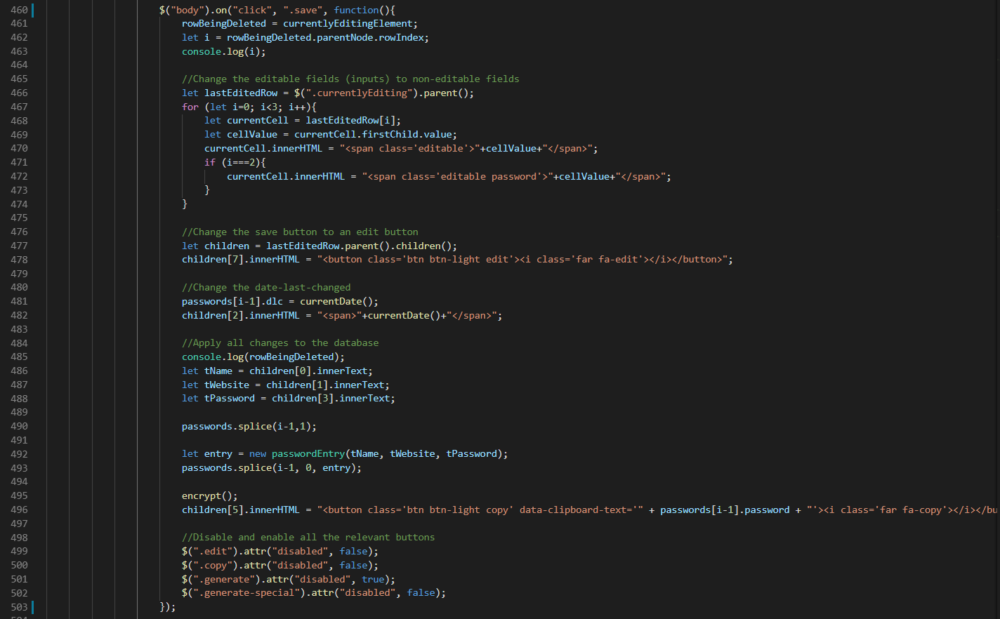 460 $("body").on("click", ".save", function(){
461 rowBeingDeleted = currentlyEditingElement;
462 let i = rowBeingDeleted.parentNode.rowIndex;
463 console.log(i);
464
465 //Change the editable fields (inputs) to non-editable fields
466 let lastEditedRow = $(".currentlyEditing").parent();
467 for (let i=0; i<3; i++){
468 let currentCell = lastEditedRow[i];
469 let cellValue = currentCell.firstChild.value;
470 currentCell.innerHTML = "<span class='editable'>"+cellValue+"</span>";
471 if (i===2){
472 currentCell.innerHTML = "<span class='editable password'>"+cellValue+"</span>";
473 }
474 }
475
476 //Change the save button to an edit button
477 let children = lastEditedRow.parent().children();
478 children[7].innerHTML = "<button class='btn btn-light edit'><i class='far fa-edit'></i></button>";
479
480 //Change the date-last-changed
481 passwords[i-1].dlc = currentDate();
482 children[2].innerHTML = "<span>"+currentDate()+"</span>";
483
484 //Apply all changes to the database
485 console.log(rowBeingDeleted);
486 let tName = children[0].innerText;
487 let tWebsite = children[1].innerText;
488 let tPassword = children[3].innerText;
489
490 passwords.splice(i-1,1);
491
492 let entry = new passwordEntry(tName, tWebsite, tPassword);
493 passwords.splice(i-1, 0, entry);
494
495 encrypt();
496 children[5].innerHTML = "<button class='btn btn-light copy' data-clipboard-text='" + passwords[i-1].password + "'><i class='far fa-copy'></i></bu
497
498 //Disable and enable all the relevant buttons
499 $(".edit").attr("disabled", false);
500 $(".copy").attr("disabled", false);
501 $(".generate").attr("disabled", true);
502 $(".generate-special").attr("disabled", false);
503 });